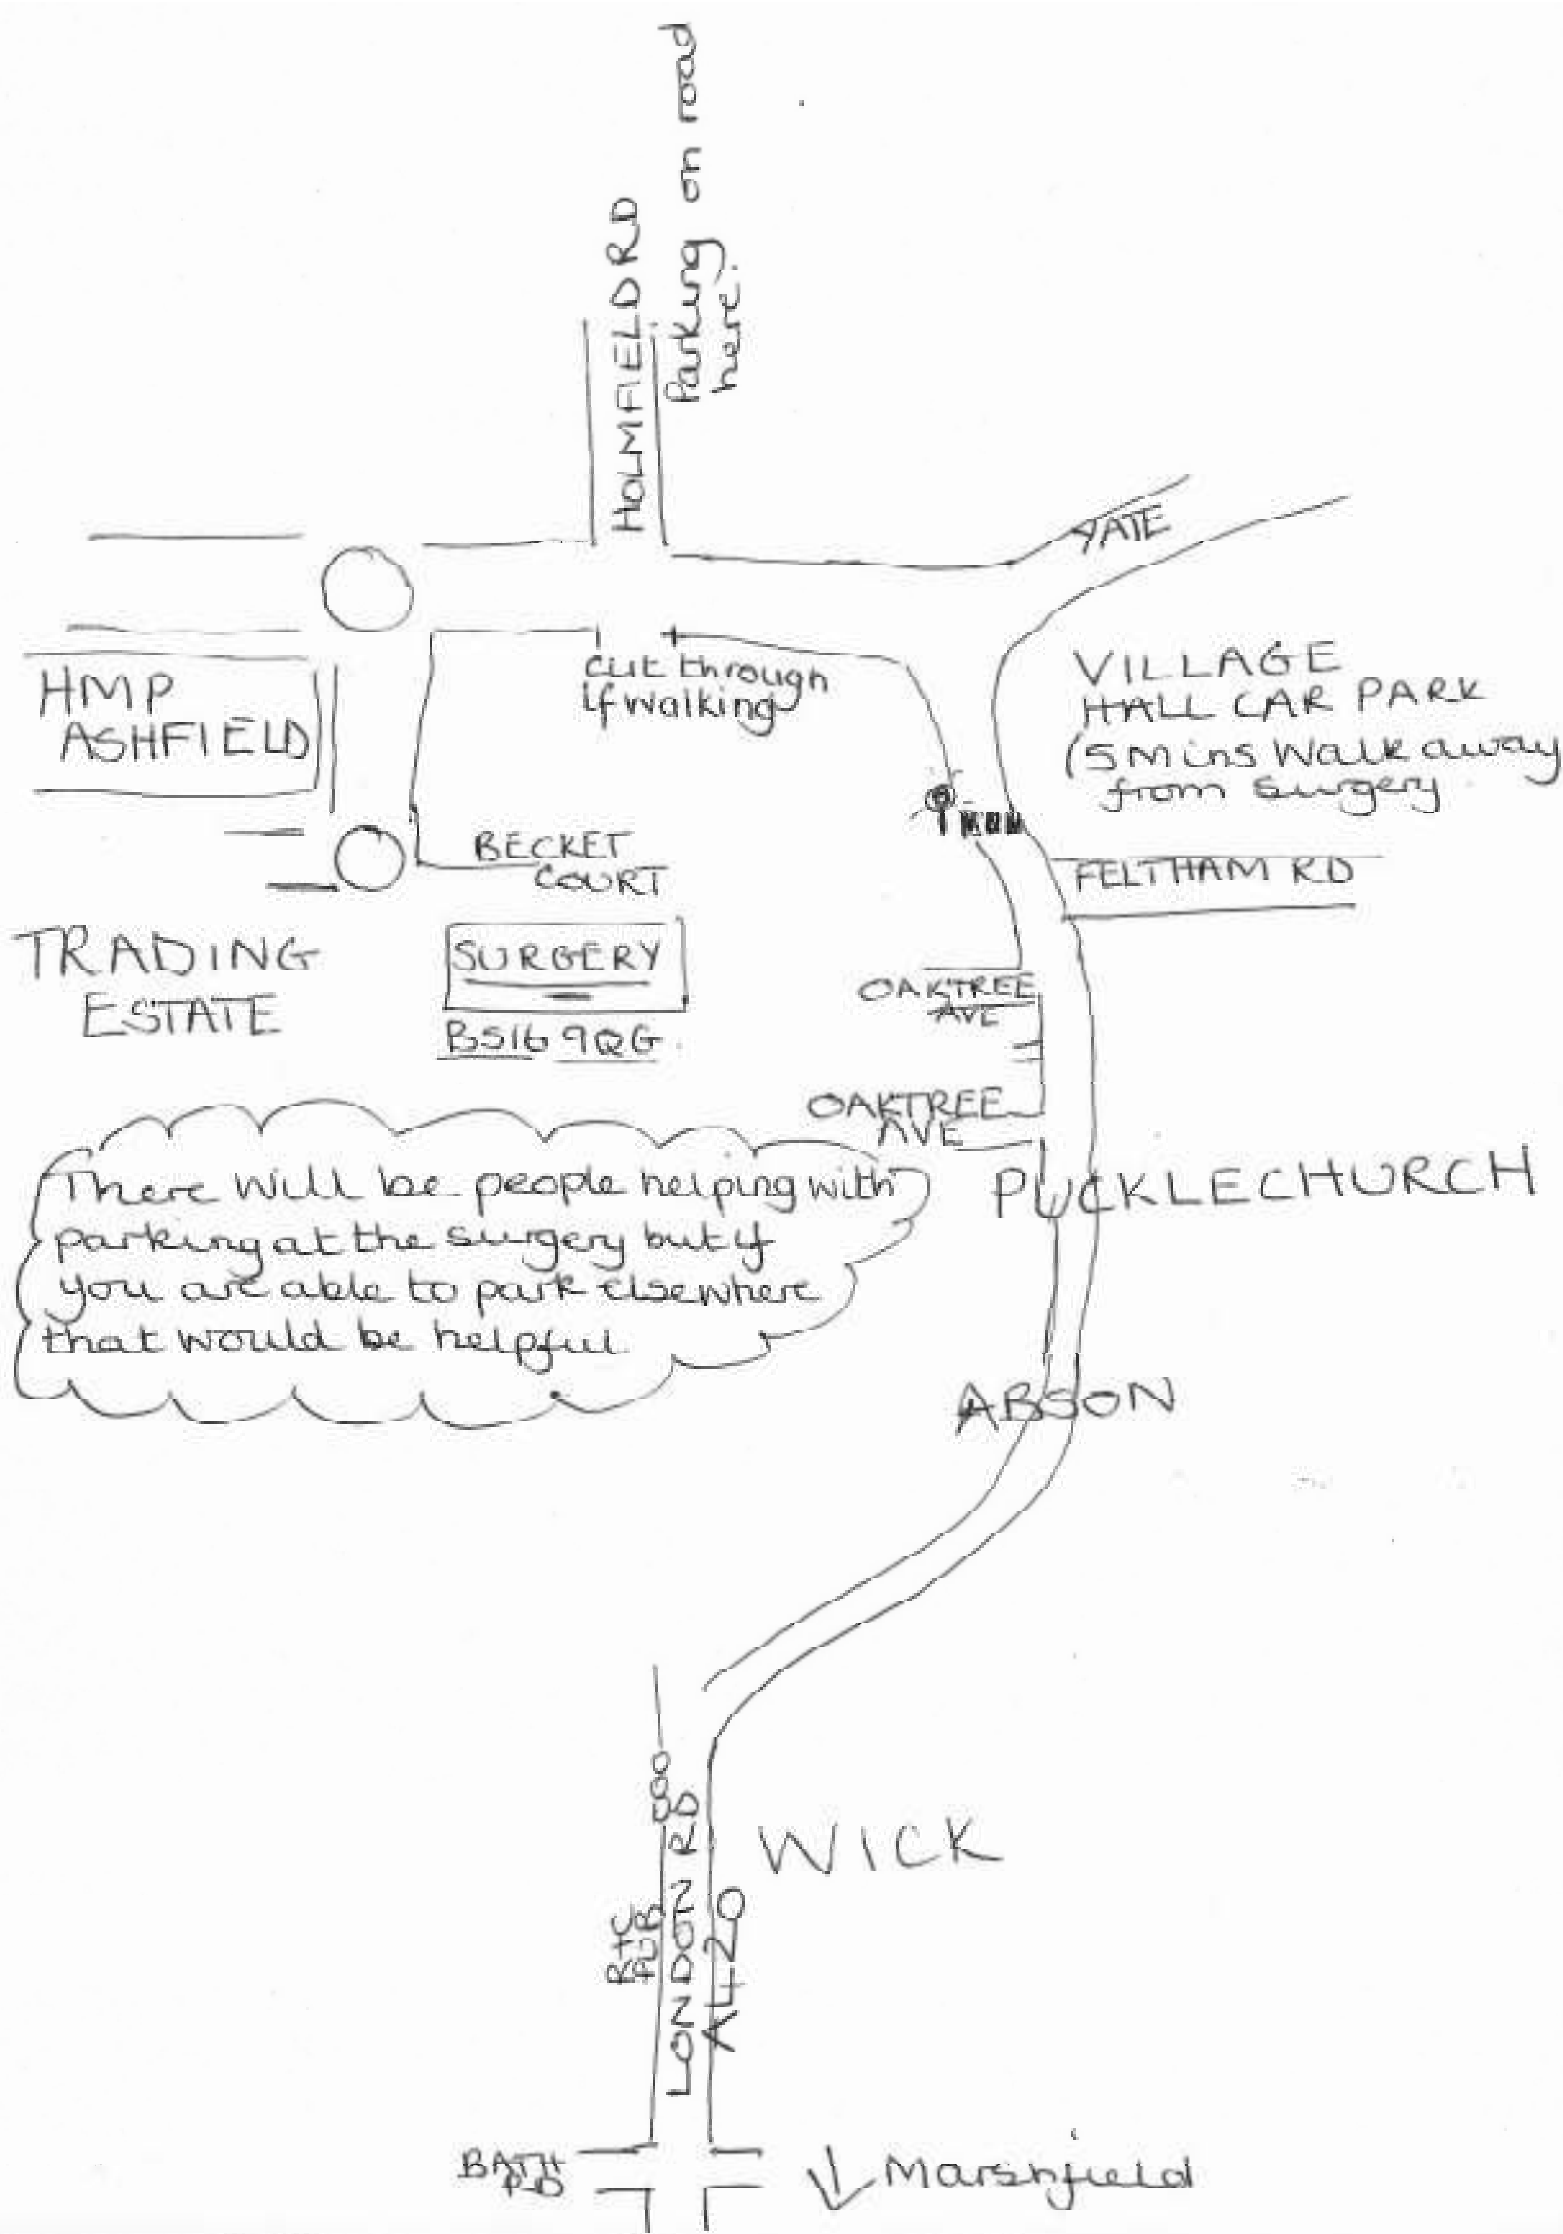 HOLMFIELD RD
Parking on road
here.
YATE
cut through
if walking
VILLAGE
HALL CAR PARK
(5 Mins Walk away
from surgery
HMP
ASHFIELD
BECKET
COURT
FELTHAM RD
TRADING
ESTATE
SURGERY
BS16 9QG
OAKTREE
AVE
OAKTREE
AVE
PUCKLECHURCH
There will be people helping with
parking at the surgery but if
you are able to park elsewhere
that would be helpful
ABSON
WICK
LONDON RD
A420
PUB
BATH
RD
Marshfield